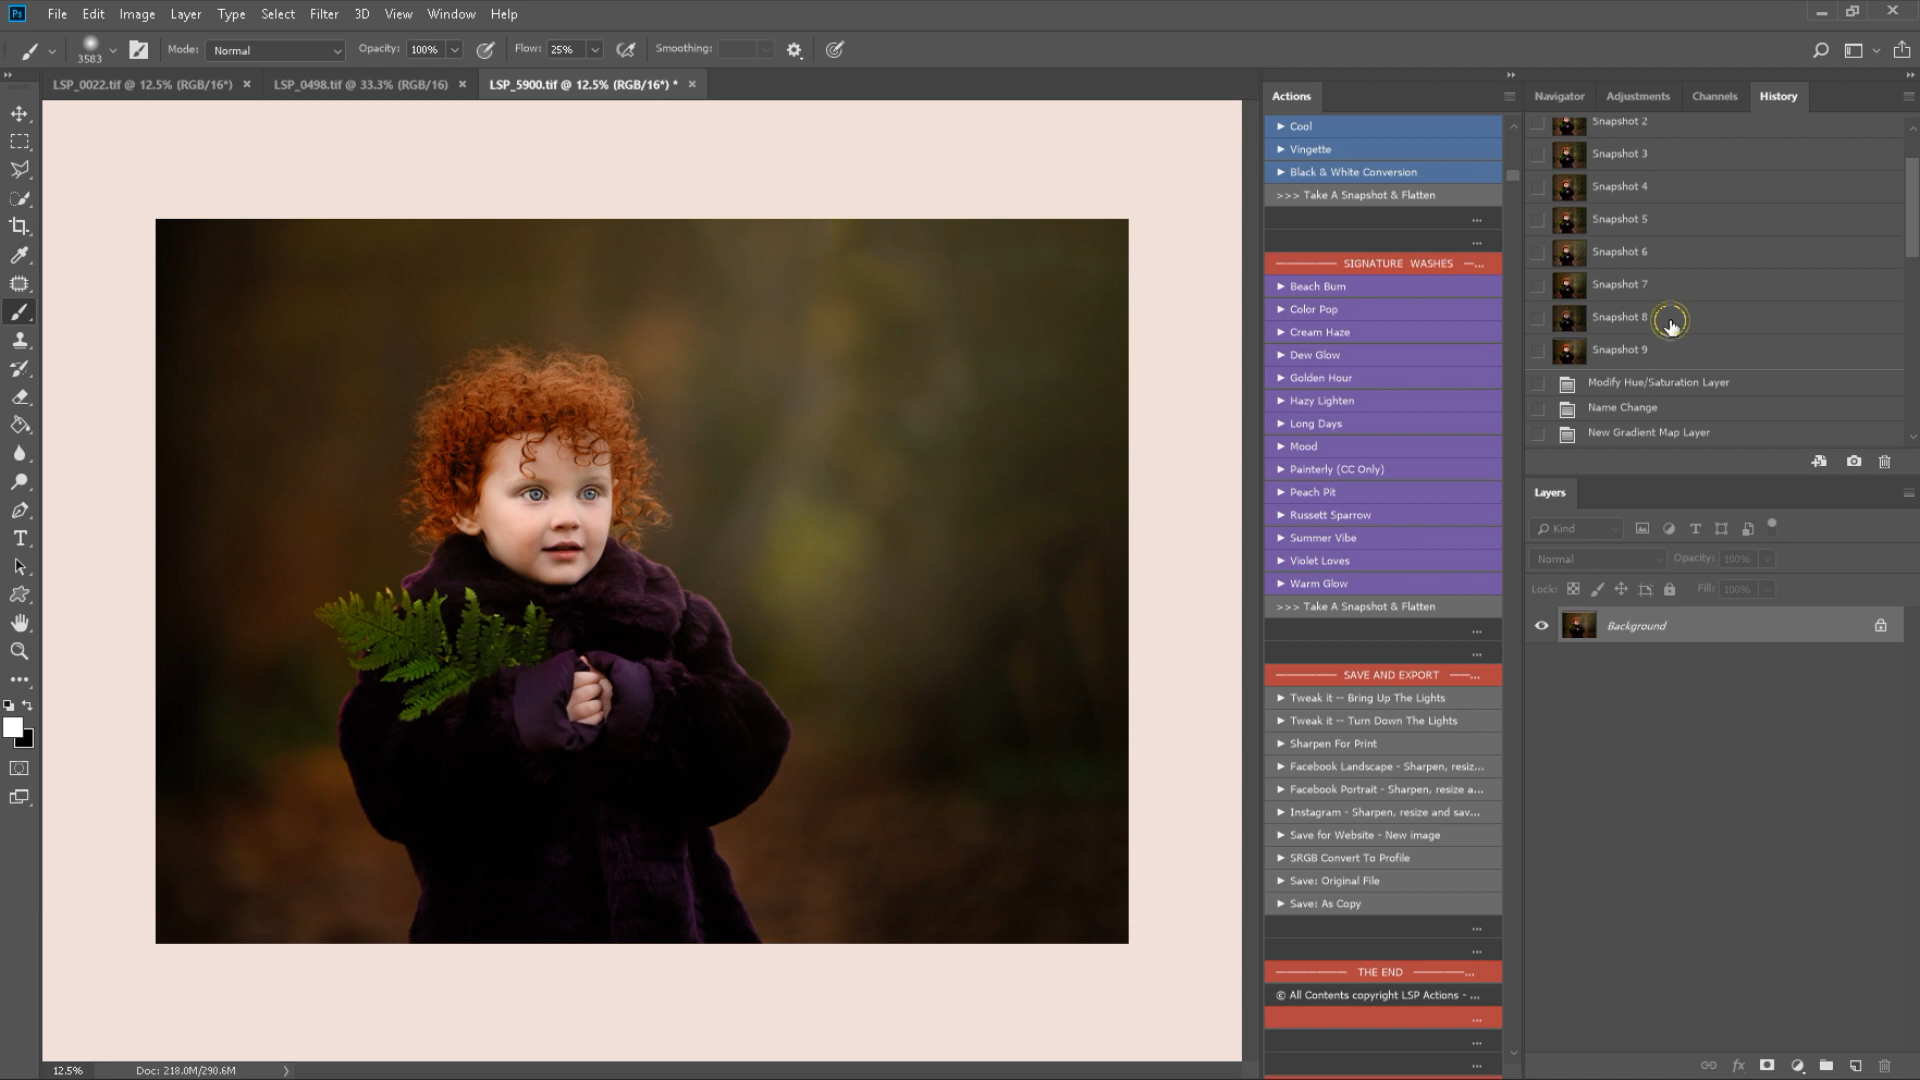 Ps File Edit Image Layer Type Select Filter 3D View Window Help
3583 Mode: Normal Opacity: 100% Flow: 25% Smoothing:
LSP_0022.tif @ 12.5% (RGB/16*) × LSP_0498.tif @ 33.3% (RGB/16) × LSP_5900.tif @ 12.5% (RGB/16*) * ×
Actions
Cool
Vingette
Black & White Conversion
>>> Take A Snapshot & Flatten
...
...
SIGNATURE WASHES —...
Beach Bum
Color Pop
Cream Haze
Dew Glow
Golden Hour
Hazy Lighten
Long Days
Mood
Painterly (CC Only)
Peach Pit
Russett Sparrow
Summer Vibe
Violet Loves
Warm Glow
>>> Take A Snapshot & Flatten
...
...
SAVE AND EXPORT ——...
Tweak it -- Bring Up The Lights
Tweak it -- Turn Down The Lights
Sharpen For Print
Facebook Landscape - Sharpen, resiz...
Facebook Portrait - Sharpen, resize a...
Instagram - Sharpen, resize and sav...
Save for Website - New image
SRGB Convert To Profile
Save: Original File
Save: As Copy
...
...
THE END ————...
© All Contents copyright LSP Actions - ...
...
...
...
Navigator Adjustments Channels History
Snapshot 2
Snapshot 3
Snapshot 4
Snapshot 5
Snapshot 6
Snapshot 7
Snapshot 8
Snapshot 9
Modify Hue/Saturation Layer
Name Change
New Gradient Map Layer
Layers
Kind
Normal Opacity: 100%
Lock: Fill: 100%
Background
12.5% Doc: 218.0M/290.6M